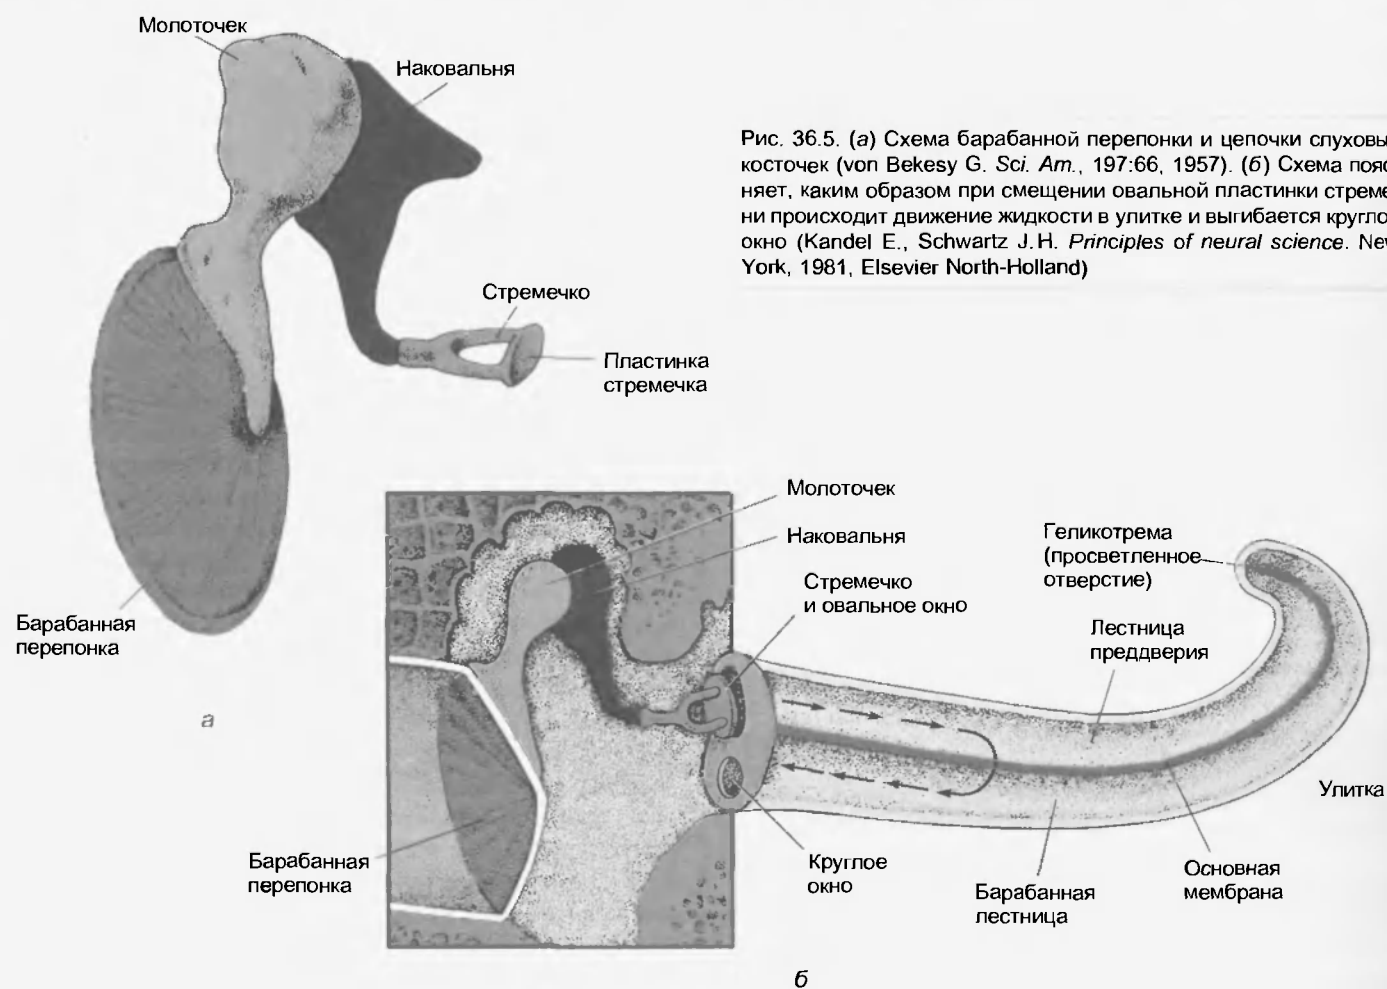 Молоточек
Наковальня
Рис. 36.5. (а) Схема барабанной перепонки и цепочки слуховы
косточек (von Bekesy G. Sci. Am., 197:66, 1957). (б) Схема пояс
няет, каким образом при смещении овальной пластинки стреме
ни происходит движение жидкости в улитке и выгибается кругло
окно (Kandel E., Schwartz J.H. Principles of neural science. Nev
York, 1981, Elsevier North-Holland)
Стремечко
Пластинка
стремечка
Барабанная
перепонка
а
Молоточек
Наковальня
Стремечко
и овальное окно
Геликотрема
(просветленное
отверстие)
Лестница
преддверия
Улитка
Барабанная
перепонка
Круглое
окно
Барабанная
лестница
Основная
мембрана
б